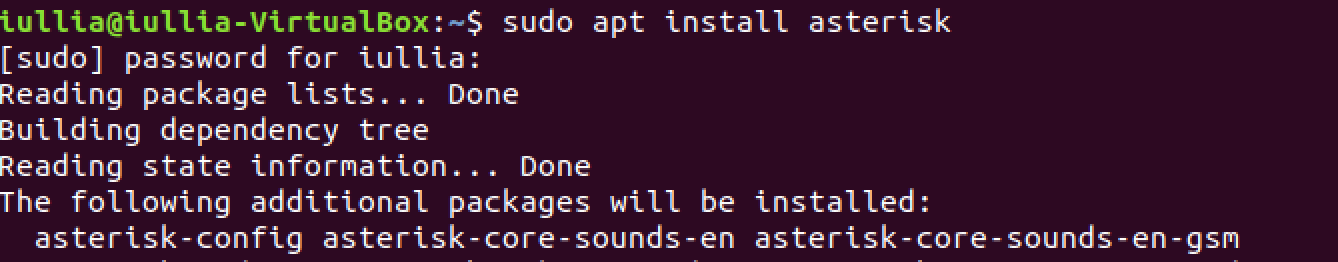 iullia@iullia-VirtualBox:~$ sudo apt install asterisk
[sudo] password for iullia:
Reading package lists... Done
Building dependency tree
Reading state information... Done
The following additional packages will be installed:
  asterisk-config asterisk-core-sounds-en asterisk-core-sounds-en-gsm